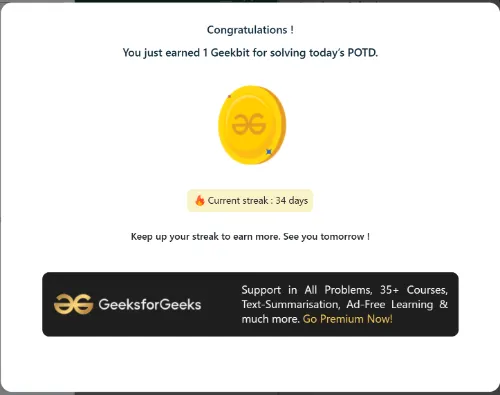 Congratulations !
You just earned 1 Geekbit for solving today's POTD.
Current streak : 34 days
Keep up your streak to earn more. See you tomorrow !
GeeksforGeeks
Support in All Problems, 35+ Courses,
Text-Summarisation, Ad-Free Learning &
much more. Go Premium Now!